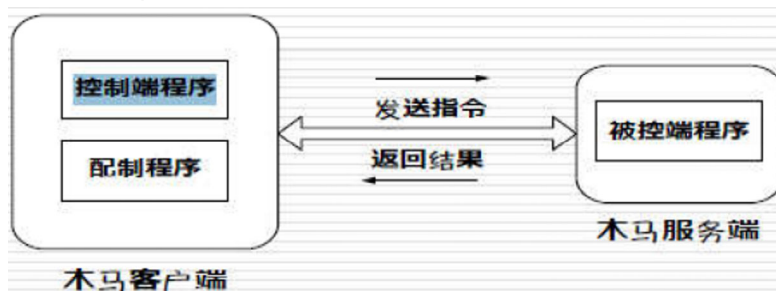 控制端程序
配制程序
发送指令
返回结果
被控端程序
木马服务端
木马客户端